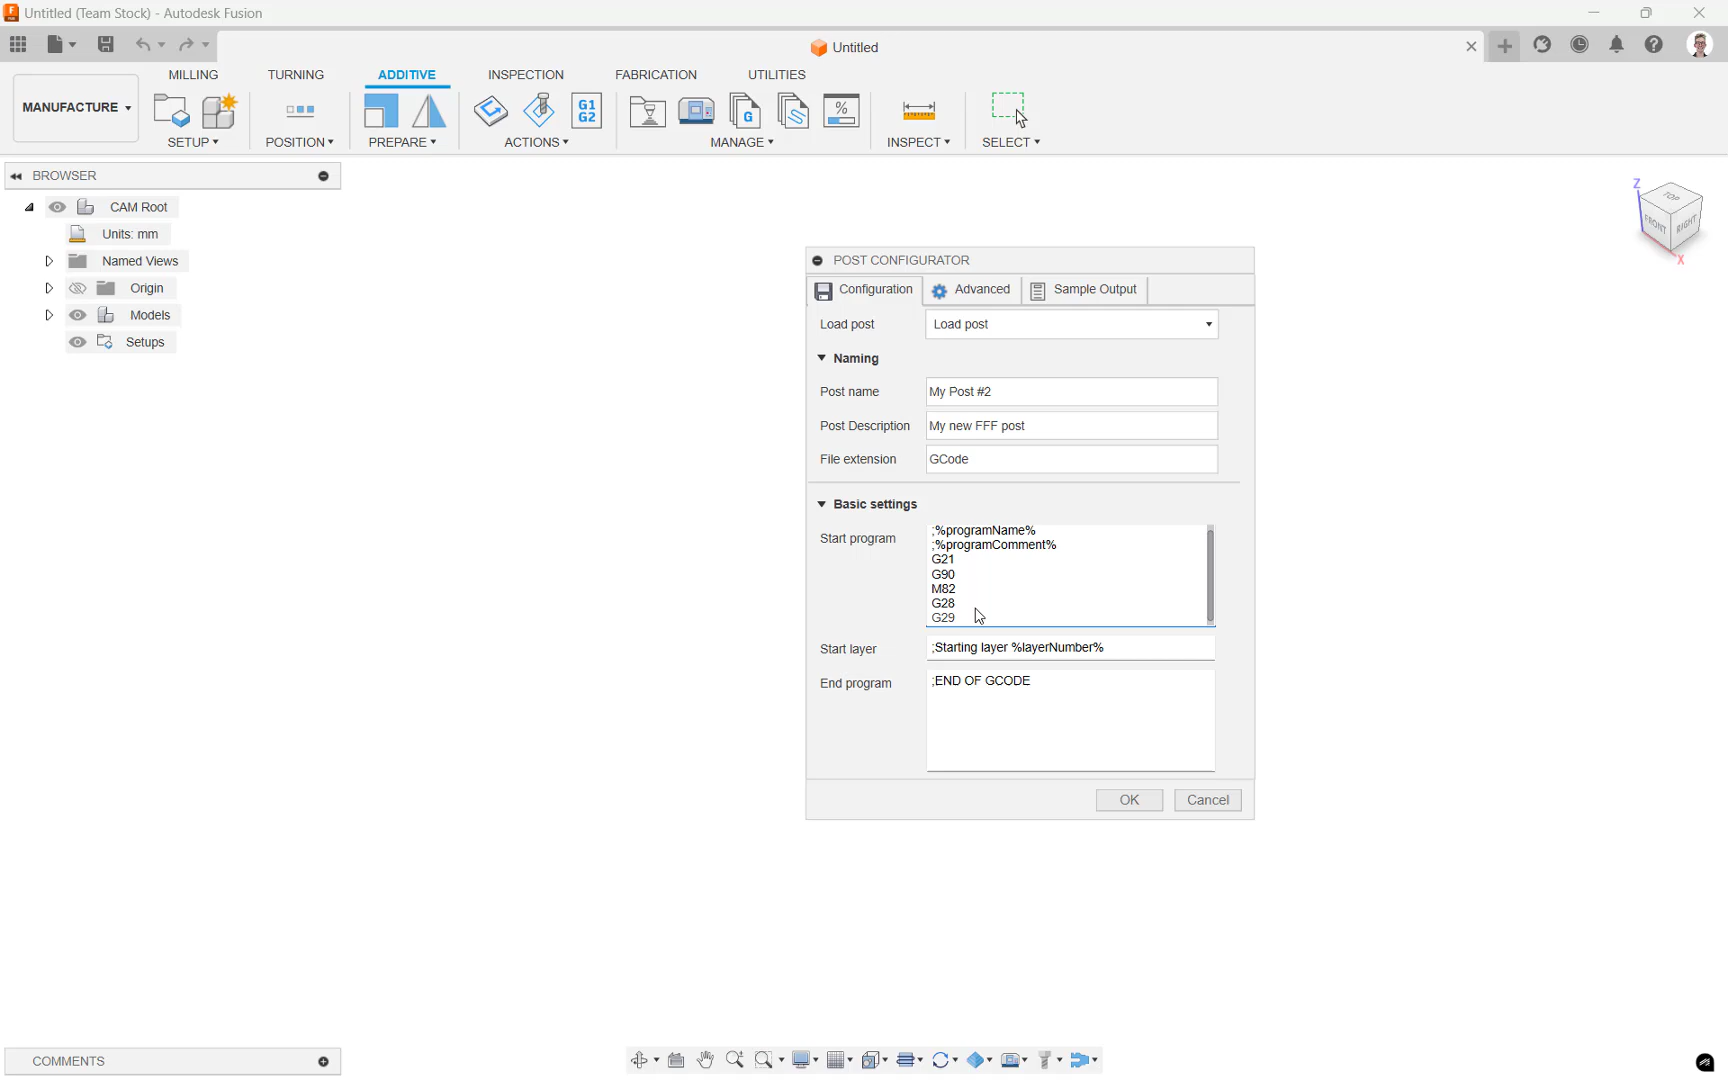 Untitled (Team Stock) - Autodesk Fusion
Untitled
MILLING TURNING ADDITIVE INSPECTION FABRICATION UTILITIES
MANUFACTURE
G1
G2
G
%
SETUP POSITION PREPARE ACTIONS MANAGE INSPECT SELECT
BROWSER
CAM Root
Units: mm
Named Views
Origin
Models
Setups
Z
TOP
FRONT
RIGHT
X
POST CONFIGURATOR
Configuration Advanced Sample Output
Load post Load post
Naming
Post name My Post #2
Post Description My new FFF post
File extension GCode
Basic settings
Start program
;%programName%
;%programComment%
G21
G90
M82
G28
G29
Start layer ;Starting layer %layerNumber%
End program ;END OF GCODE
OK Cancel
COMMENTS